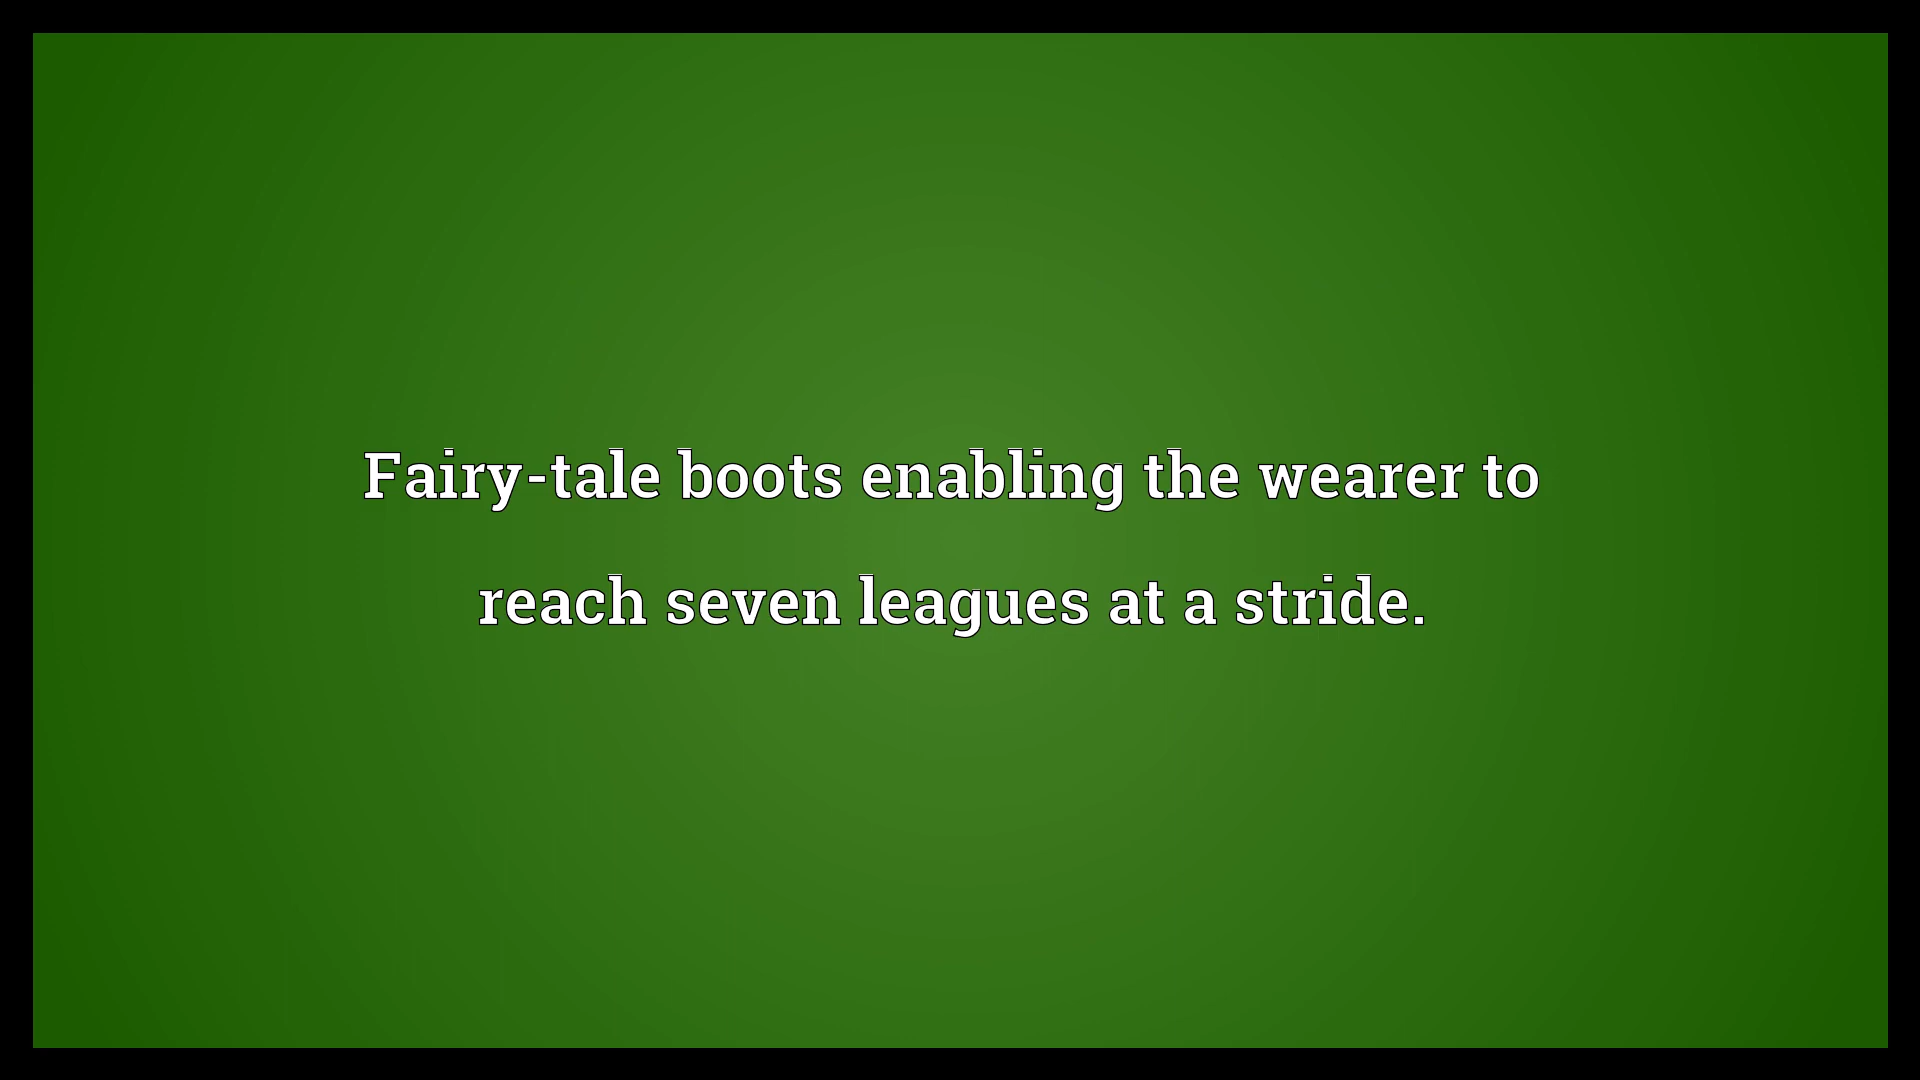 Fairy-tale boots enabling the wearer to
reach seven leagues at a stride.